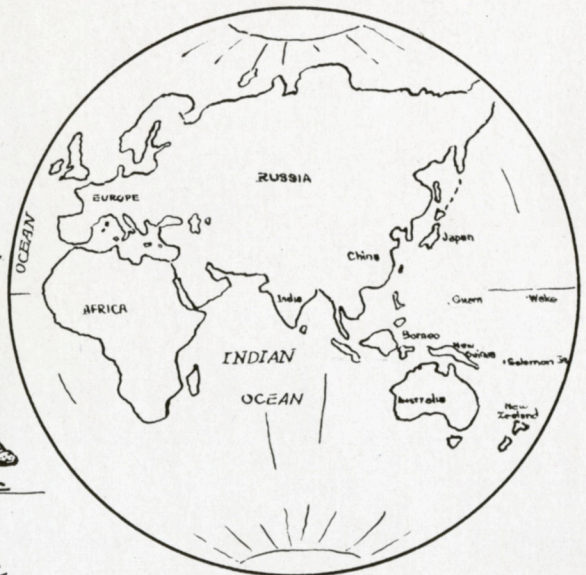 RUSSIA
EUROPE
OCEAN
Japan
China
India
Guam
Wake
AFRICA
Borneo
New
Guinea
INDIAN
Solomon Is
OCEAN
Australia
New
Zealand